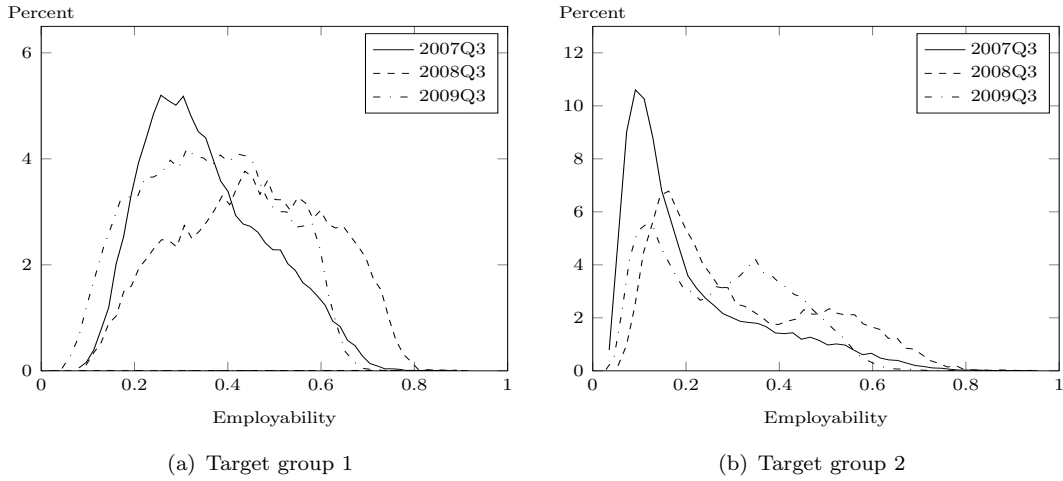 Percent
6
4
2
0
0
0.2
0.4
0.6
0.8
1
2007Q3
2008Q3
2009Q3
Employability
(a) Target group 1
Percent
12
10
8
6
4
2
0
0
0.2
0.4
0.6
0.8
1
2007Q3
2008Q3
2009Q3
Employability
(b) Target group 2